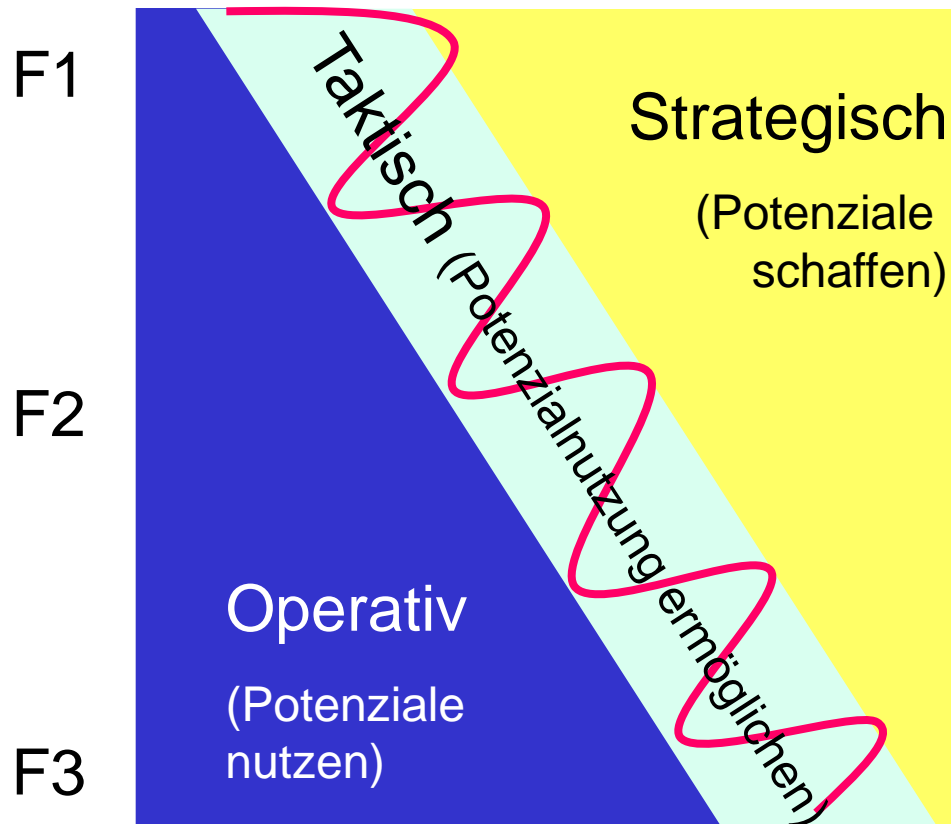 F1
Taktisch (Potenzialnutzung ermöglichen)
Strategisch
(Potenziale
schaffen)
F2
Operativ
(Potenziale
nutzen)
F3